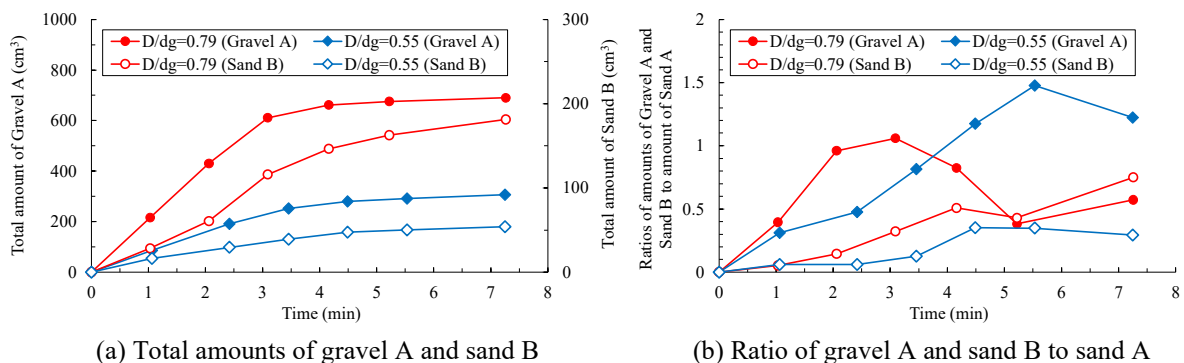 1000
800
600
400
200
0
Total amount of Gravel A (cm³)
D/dg=0.79 (Gravel A)
D/dg=0.55 (Gravel A)
D/dg=0.79 (Sand B)
D/dg=0.55 (Sand B)
300
200
100
0
Total amount of Sand B (cm³)
0 1 2 3 4 5 6 7 8
Time (min)
(a) Total amounts of gravel A and sand B
2
1.5
1
0.5
0
Ratios of amounts of Gravel A and
Sand B to amount of Sand A
D/dg=0.79 (Gravel A)
D/dg=0.55 (Gravel A)
D/dg=0.79 (Sand B)
D/dg=0.55 (Sand B)
0 1 2 3 4 5 6 7 8
Time (min)
(b) Ratio of gravel A and sand B to sand A